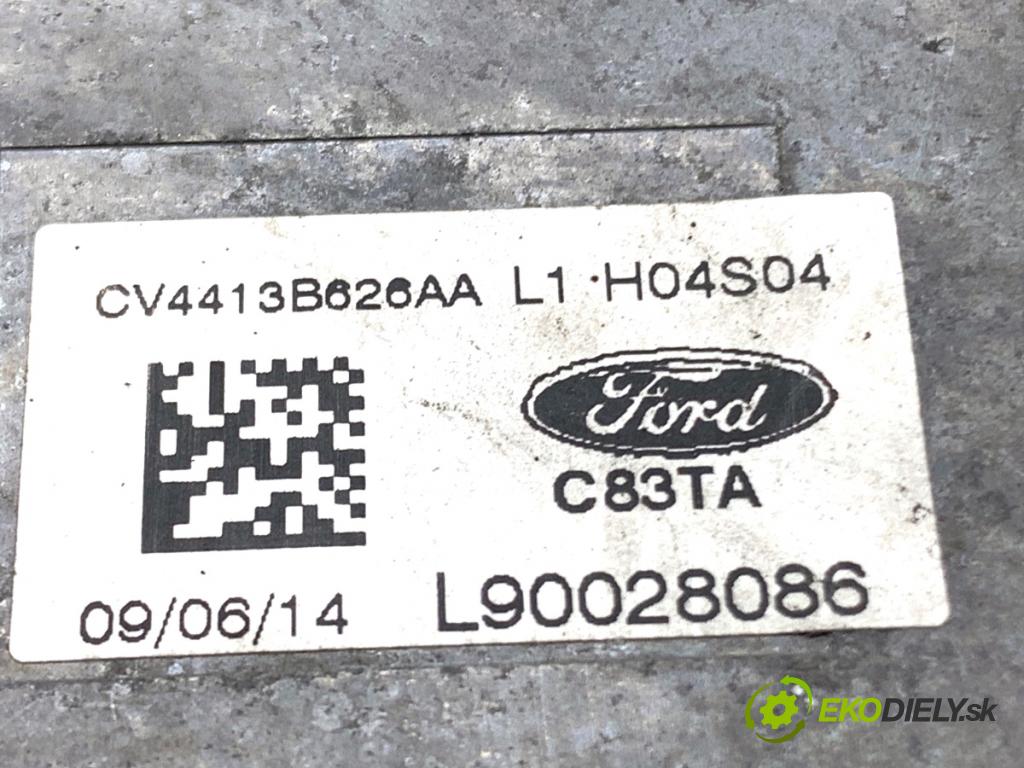 CV4413B626AA L1 H04S04
Ford
C83TA
09/06/14 L90028086
EKODIELY.sk